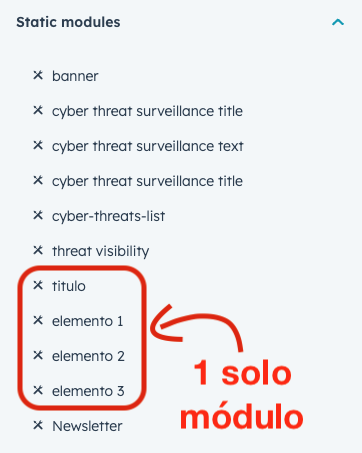 Static modules
banner
cyber threat surveillance title
cyber threat surveillance text
cyber threat surveillance title
cyber-threats-list
threat visibility
titulo
elemento 1
elemento 2
elemento 3
1 solo
módulo
Newsletter